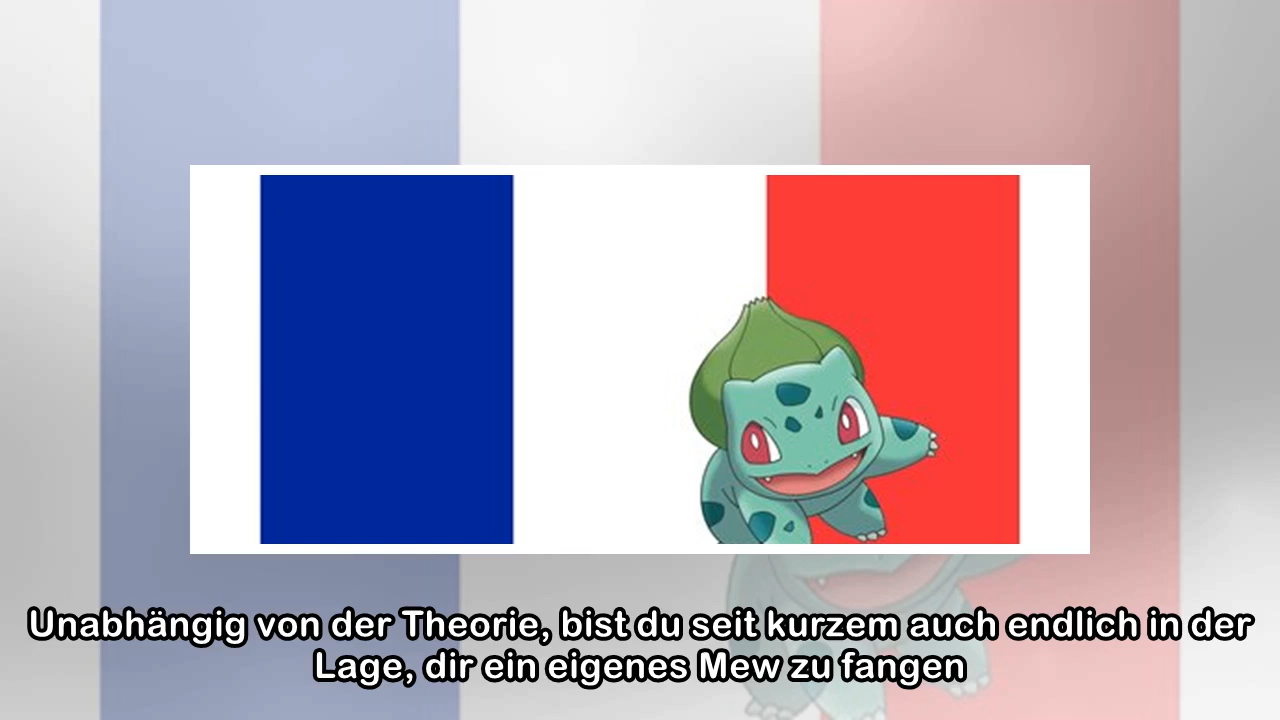 Unabhängig von der Theorie, bist du seit kurzem auch endlich in der
Lage, dir ein eigenes Mew zu fangen